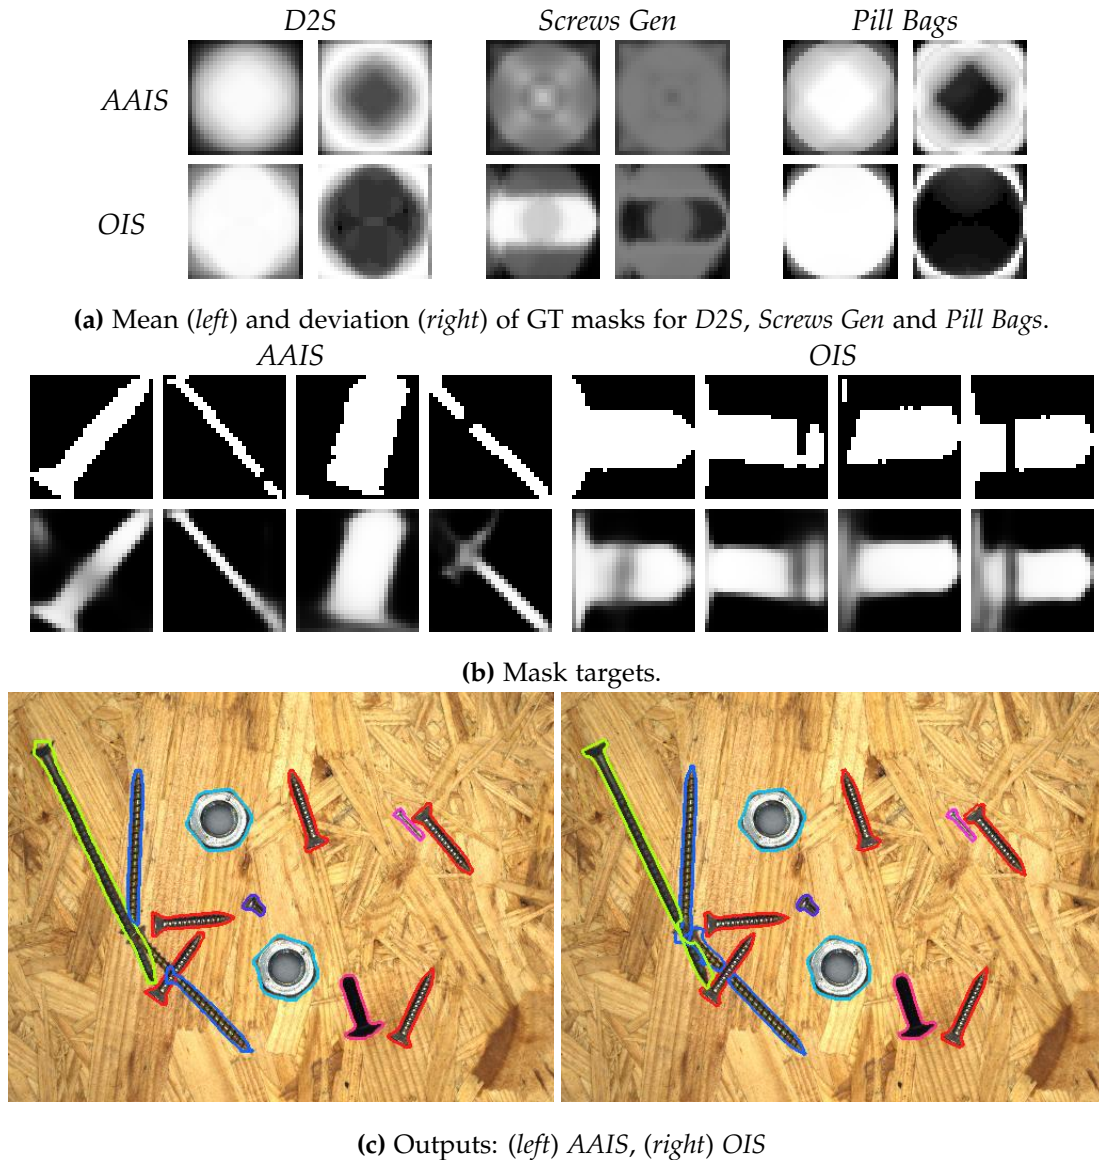 D2S Screws Gen Pill Bags
AAIS
OIS
(a) Mean (left) and deviation (right) of GT masks for D2S, Screws Gen and Pill Bags.
AAIS OIS
(b) Mask targets.
(c) Outputs: (left) AAIS, (right) OIS